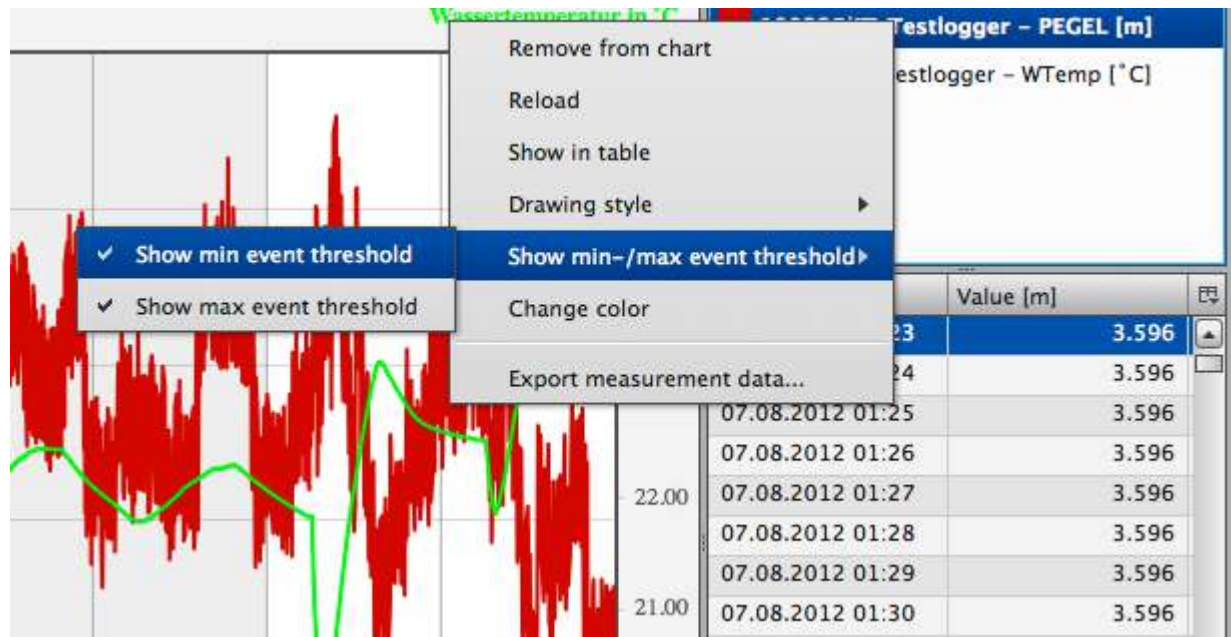 Wassertemperatur in °C
Testlogger – PEGEL [m]
estlogger – WTemp [°C]
Remove from chart
Reload
Show in table
Drawing style
Show min-/max event threshold
Change color
Export measurement data...
Show min event threshold
Show max event threshold
22.00
21.00
Value [m]
23 3.596
24 3.596
07.08.2012 01:25 3.596
07.08.2012 01:26 3.596
07.08.2012 01:27 3.596
07.08.2012 01:28 3.596
07.08.2012 01:29 3.596
07.08.2012 01:30 3.596